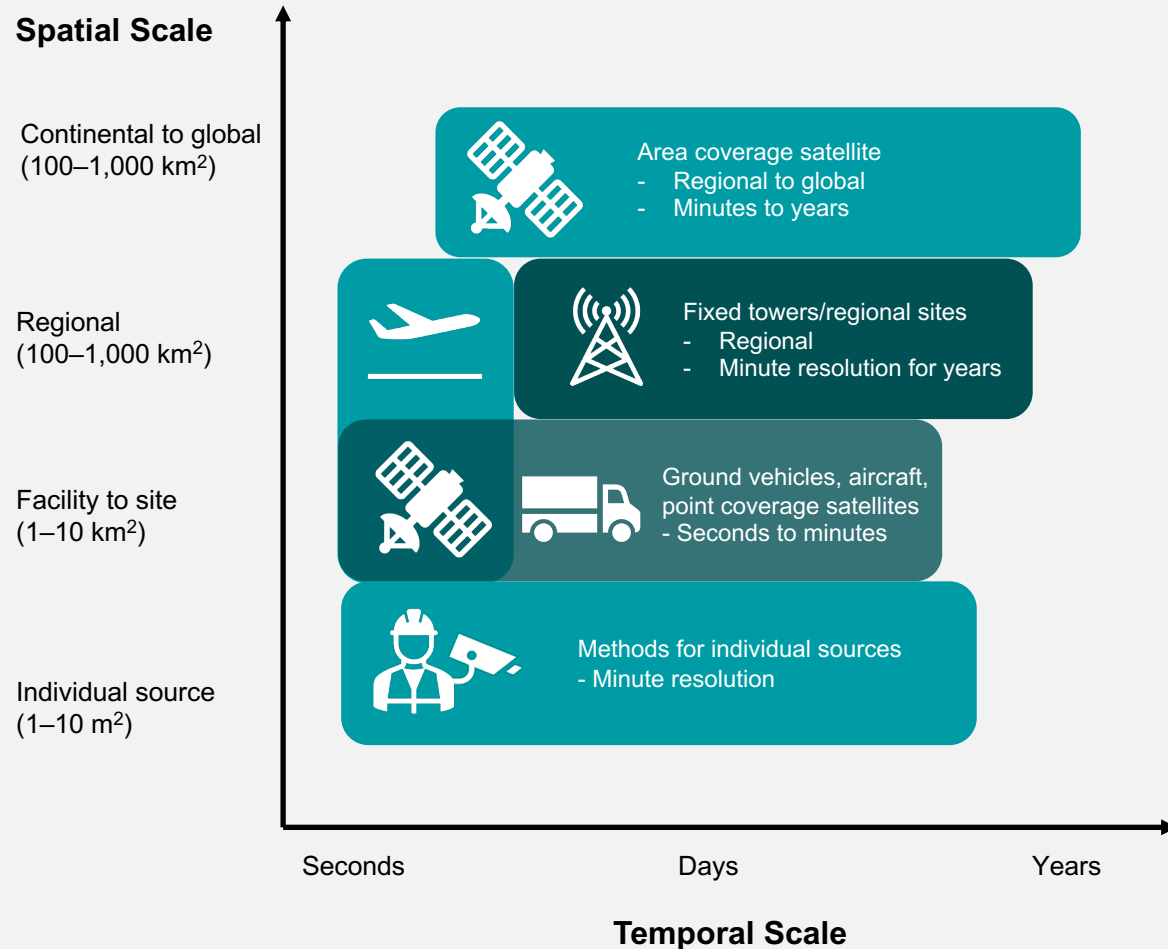 Spatial Scale
Continental to global
(100–1,000 km²)
Area coverage satellite
- Regional to global
- Minutes to years
Regional
(100–1,000 km²)
Fixed towers/regional sites
- Regional
- Minute resolution for years
Facility to site
(1–10 km²)
Ground vehicles, aircraft,
point coverage satellites
- Seconds to minutes
Individual source
(1–10 m²)
Methods for individual sources
- Minute resolution
Seconds
Days
Years
Temporal Scale